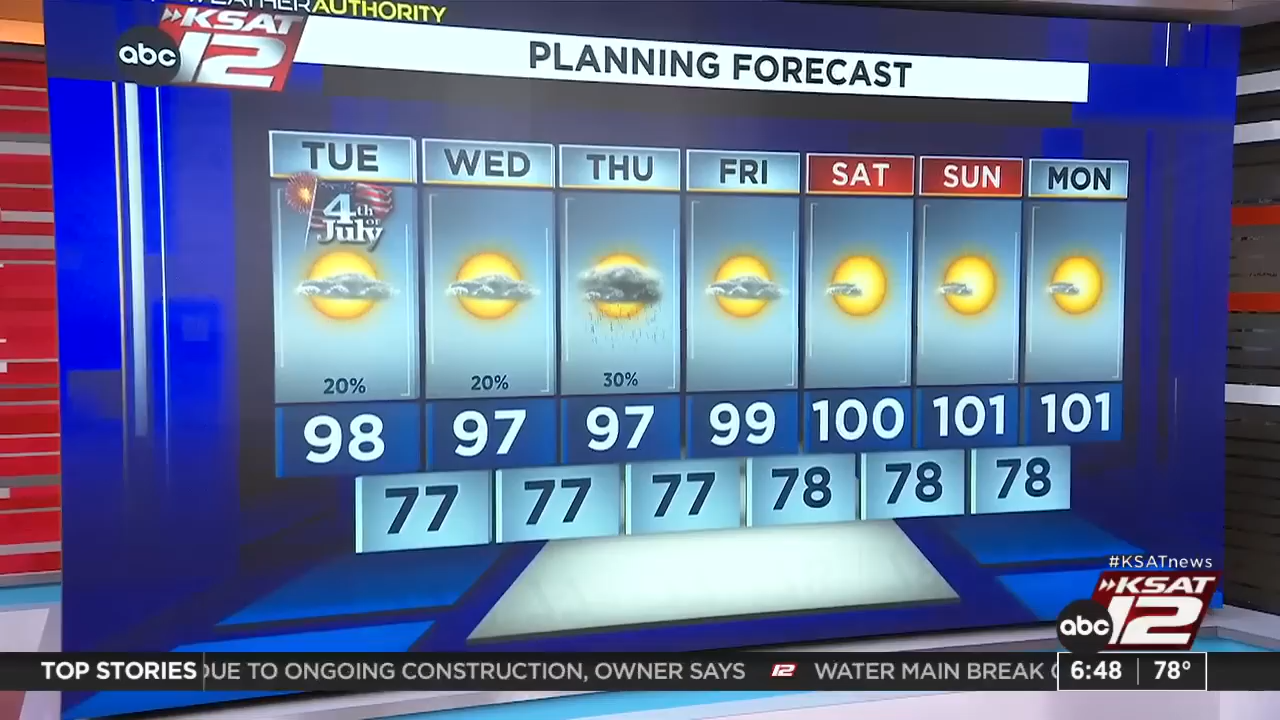 WEATHER AUTHORITY
KSAT
abc 12
PLANNING FORECAST
TUE WED THU FRI SAT SUN MON
4th of
July
20% 20% 30%
98 97 97 99 100 101 101
77 77 77 78 78 78
#KSATnews
KSAT
abc 12
TOP STORIES DUE TO ONGOING CONSTRUCTION, OWNER SAYS 12 WATER MAIN BREAK 6:48 78°